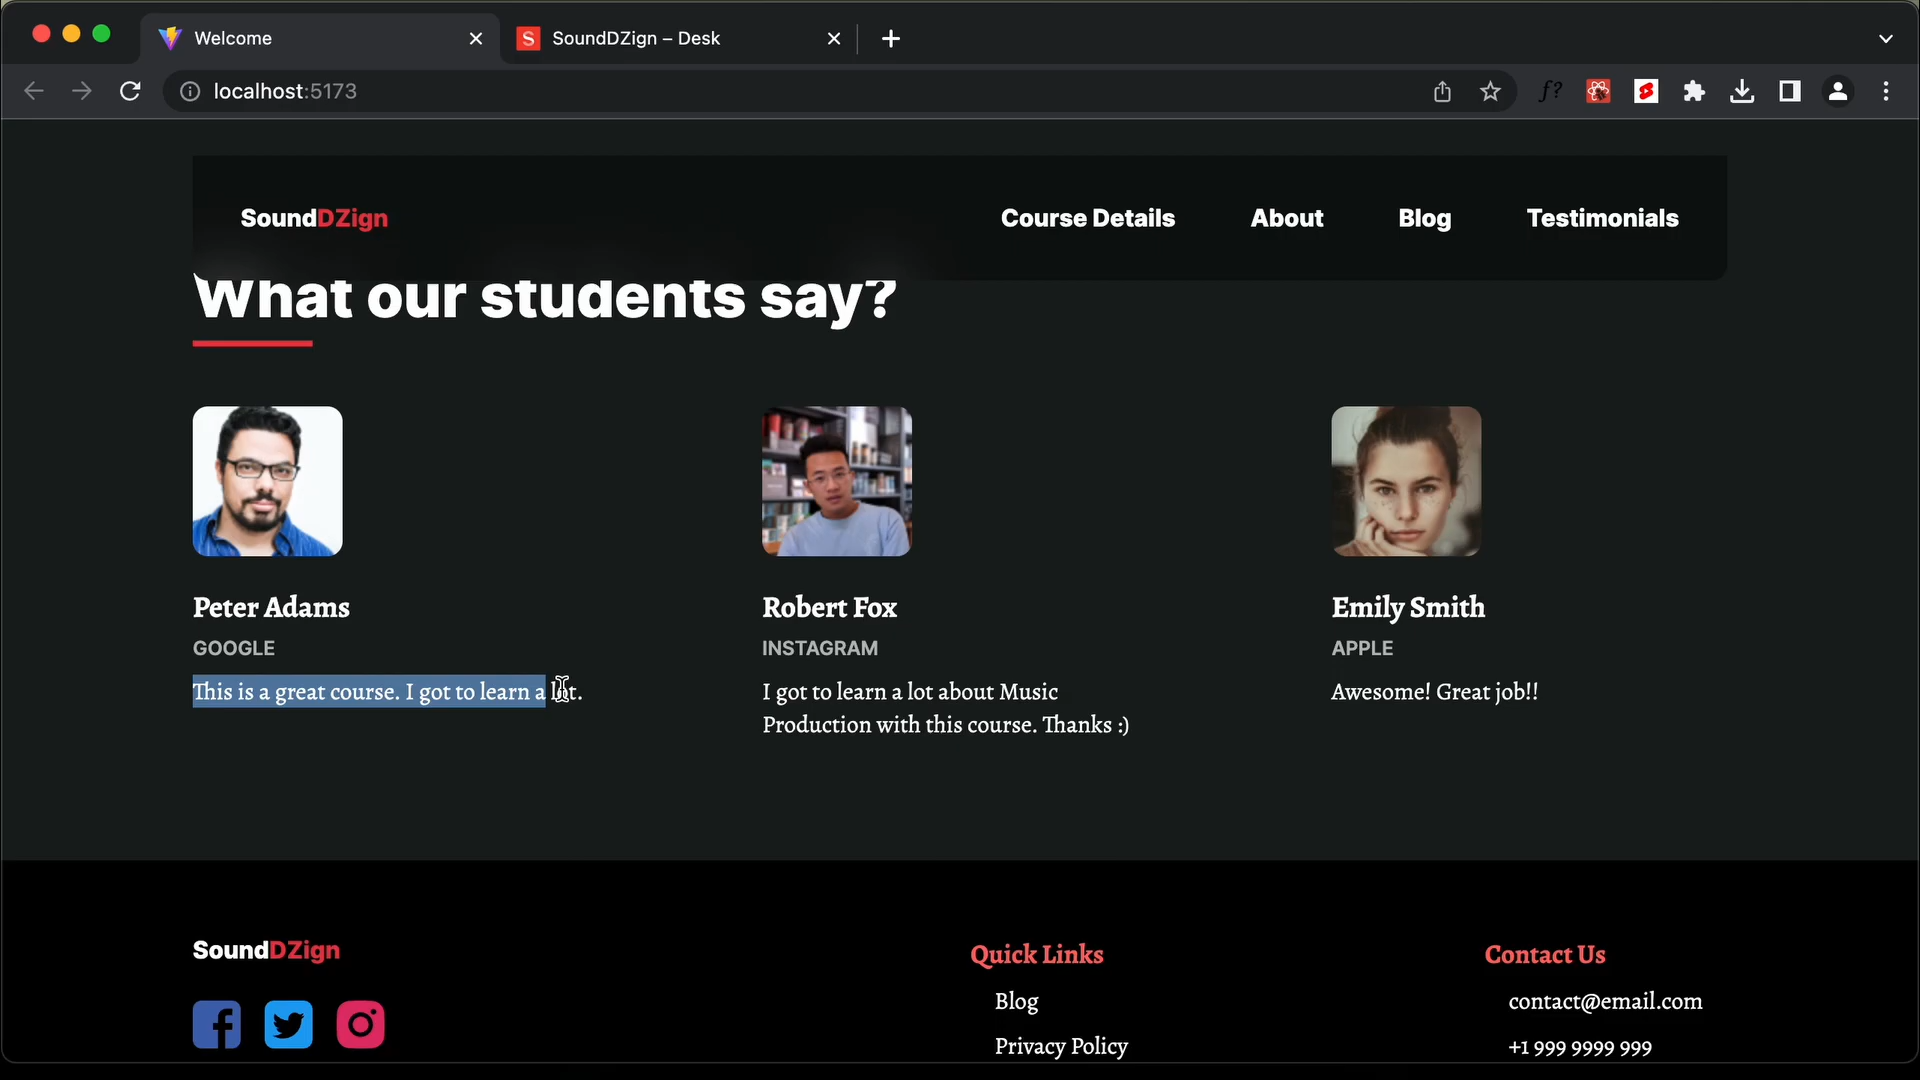 Welcome
SoundDZign – Desk
localhost:5173
SoundDZign
Course Details
About
Blog
Testimonials
What our students say?
Peter Adams
GOOGLE
This is a great course. I got to learn a lot.
Robert Fox
INSTAGRAM
I got to learn a lot about Music
Production with this course. Thanks :)
Emily Smith
APPLE
Awesome! Great job!!
SoundDZign
Quick Links
Blog
Privacy Policy
Contact Us
contact@email.com
+1 999 9999 999